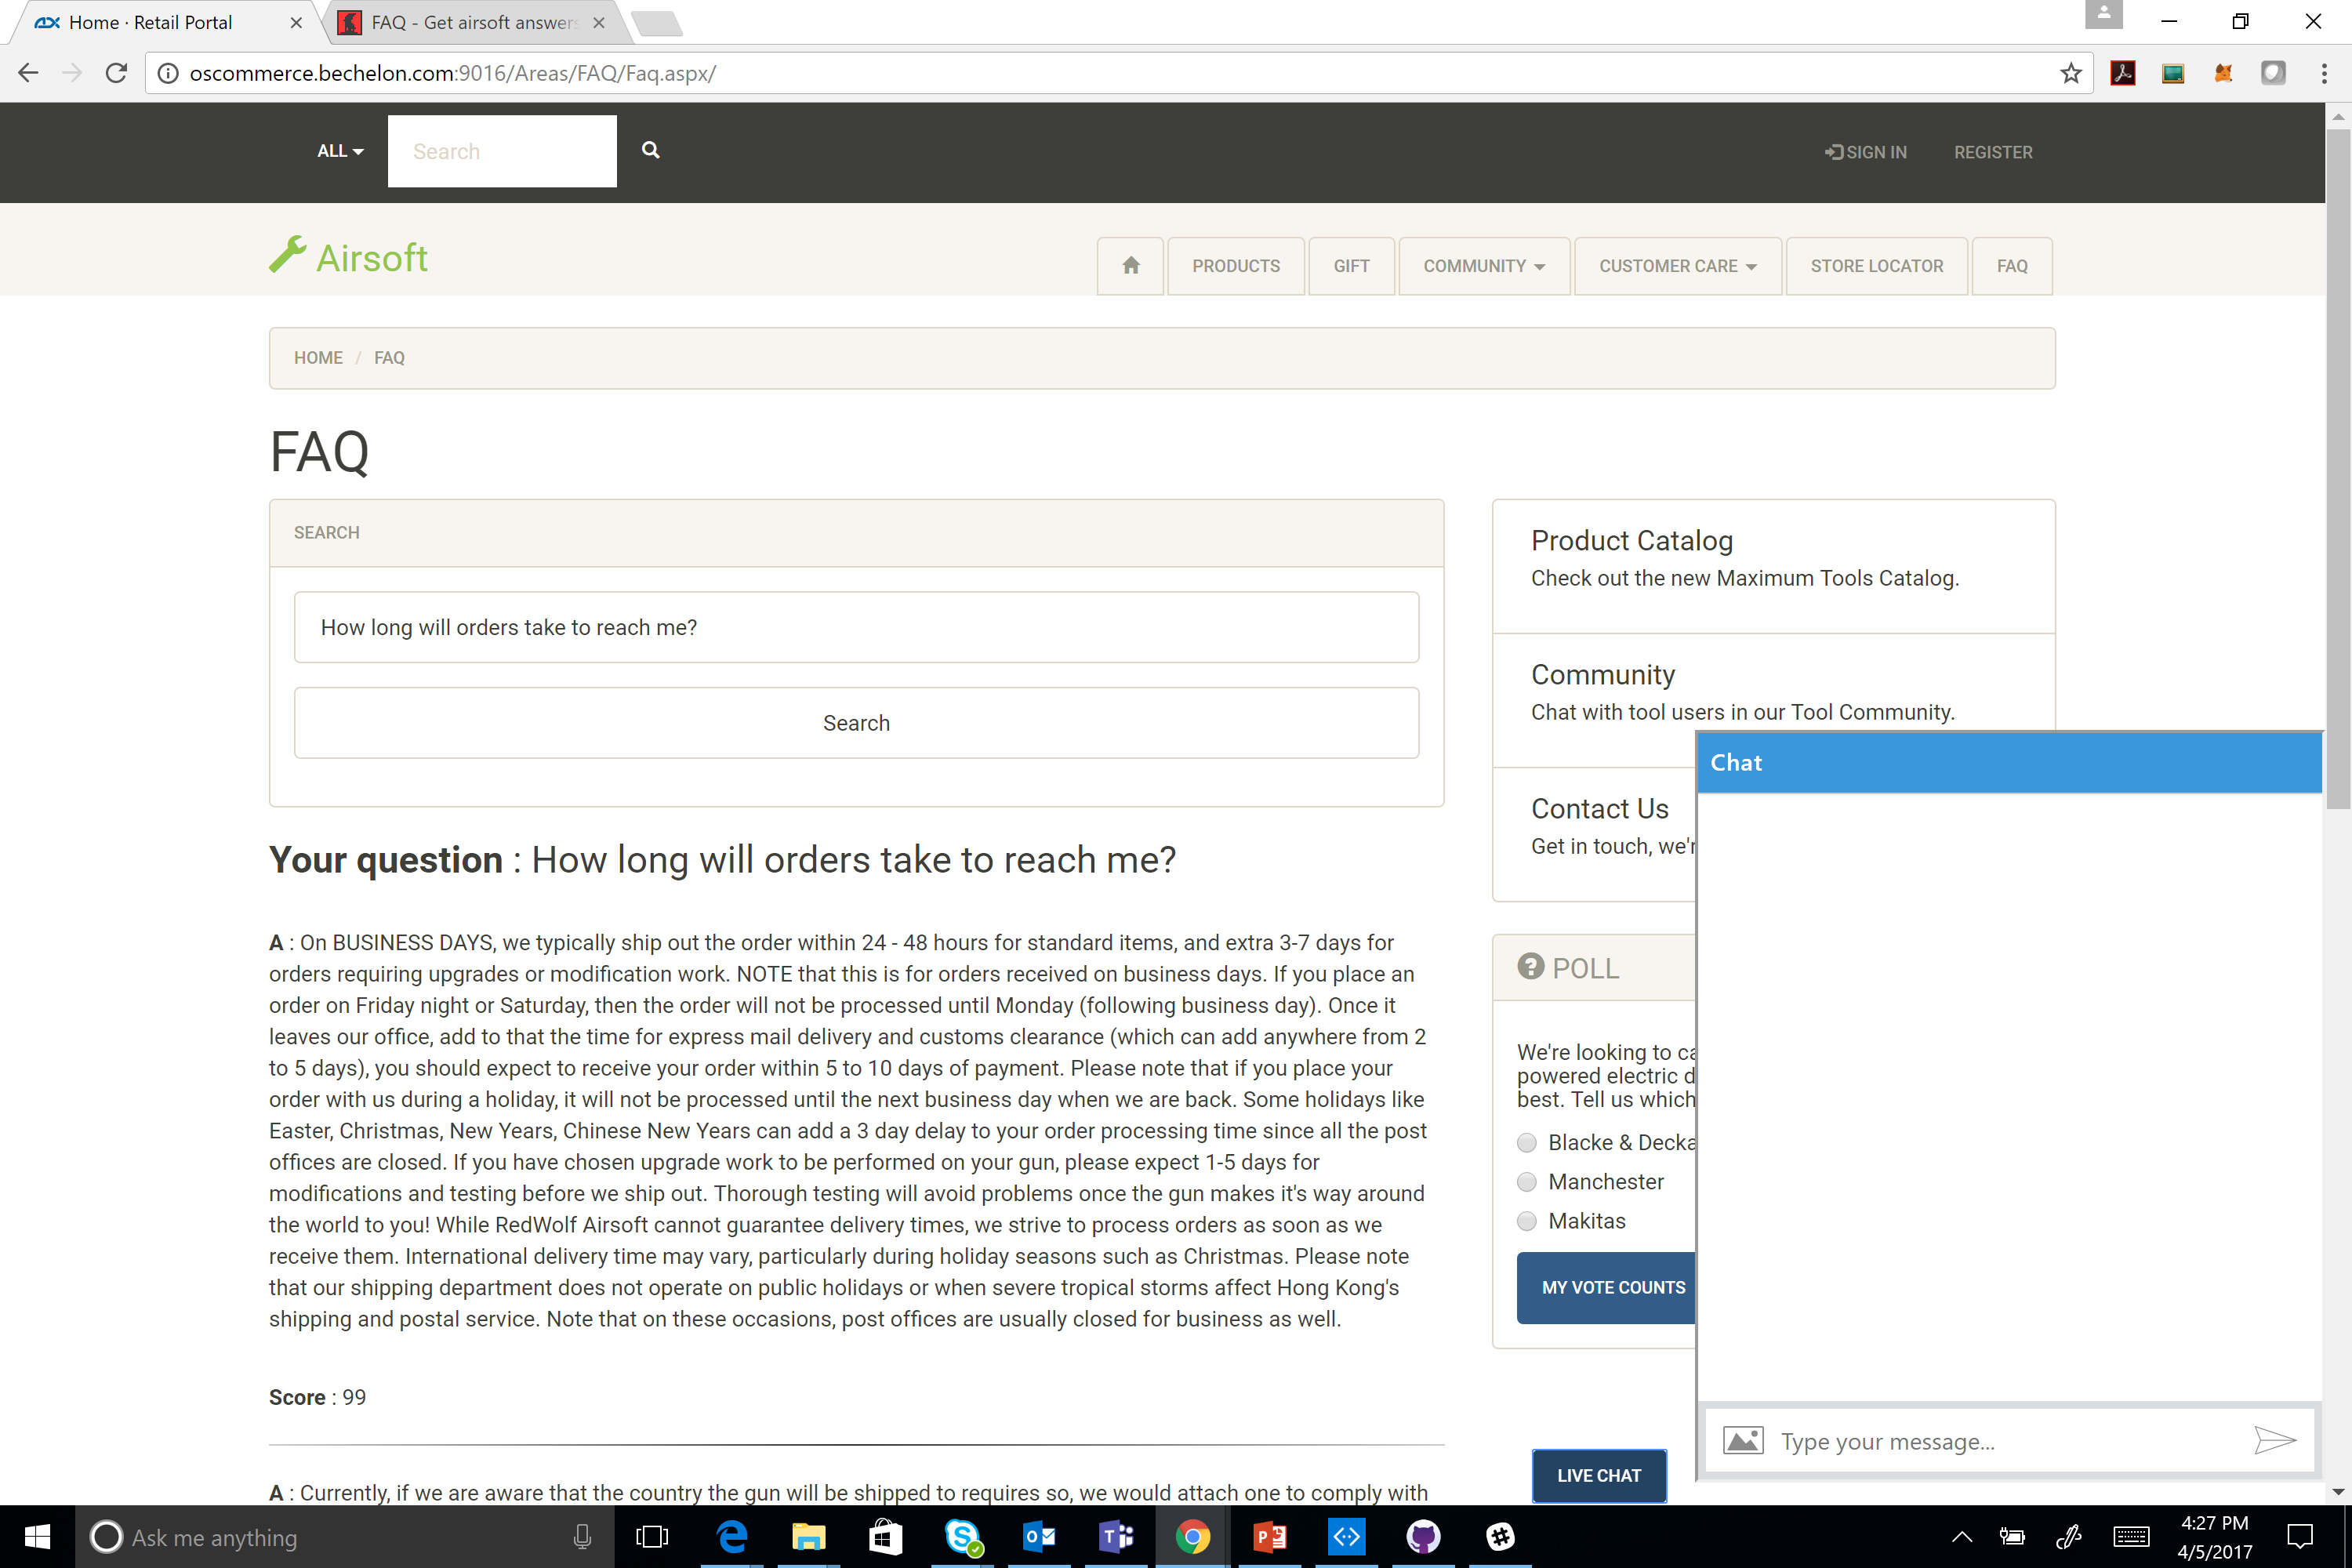 Home · Retail Portal
FAQ - Get airsoft answers
oscommerce.bechelon.com:9016/Areas/FAQ/Faq.aspx/
ALL
Search
SIGN IN
REGISTER
Airsoft
PRODUCTS
GIFT
COMMUNITY
CUSTOMER CARE
STORE LOCATOR
FAQ
HOME / FAQ
FAQ
SEARCH
How long will orders take to reach me?
Search
Your question : How long will orders take to reach me?
A : On BUSINESS DAYS, we typically ship out the order within 24 - 48 hours for standard items, and extra 3-7 days for
orders requiring upgrades or modification work. NOTE that this is for orders received on business days. If you place an
order on Friday night or Saturday, then the order will not be processed until Monday (following business day). Once it
leaves our office, add to that the time for express mail delivery and customs clearance (which can add anywhere from 2
to 5 days), you should expect to receive your order within 5 to 10 days of payment. Please note that if you place your
order with us during a holiday, it will not be processed until the next business day when we are back. Some holidays like
Easter, Christmas, New Years, Chinese New Years can add a 3 day delay to your order processing time since all the post
offices are closed. If you have chosen upgrade work to be performed on your gun, please expect 1-5 days for
modifications and testing before we ship out. Thorough testing will avoid problems once the gun makes it's way around
the world to you! While RedWolf Airsoft cannot guarantee delivery times, we strive to process orders as soon as we
receive them. International delivery time may vary, particularly during holiday seasons such as Christmas. Please note
that our shipping department does not operate on public holidays or when severe tropical storms affect Hong Kong's
shipping and postal service. Note that on these occasions, post offices are usually closed for business as well.
Score : 99
A : Currently, if we are aware that the country the gun will be shipped to requires so, we would attach one to comply with
Product Catalog
Check out the new Maximum Tools Catalog.
Community
Chat with tool users in our Tool Community.
Contact Us
Get in touch, we'r
POLL
We're looking to ca
powered electric d
best. Tell us which
Blacke & Decka
Manchester
Makitas
MY VOTE COUNTS
LIVE CHAT
Chat
Type your message...
Ask me anything
4:27 PM
4/5/2017